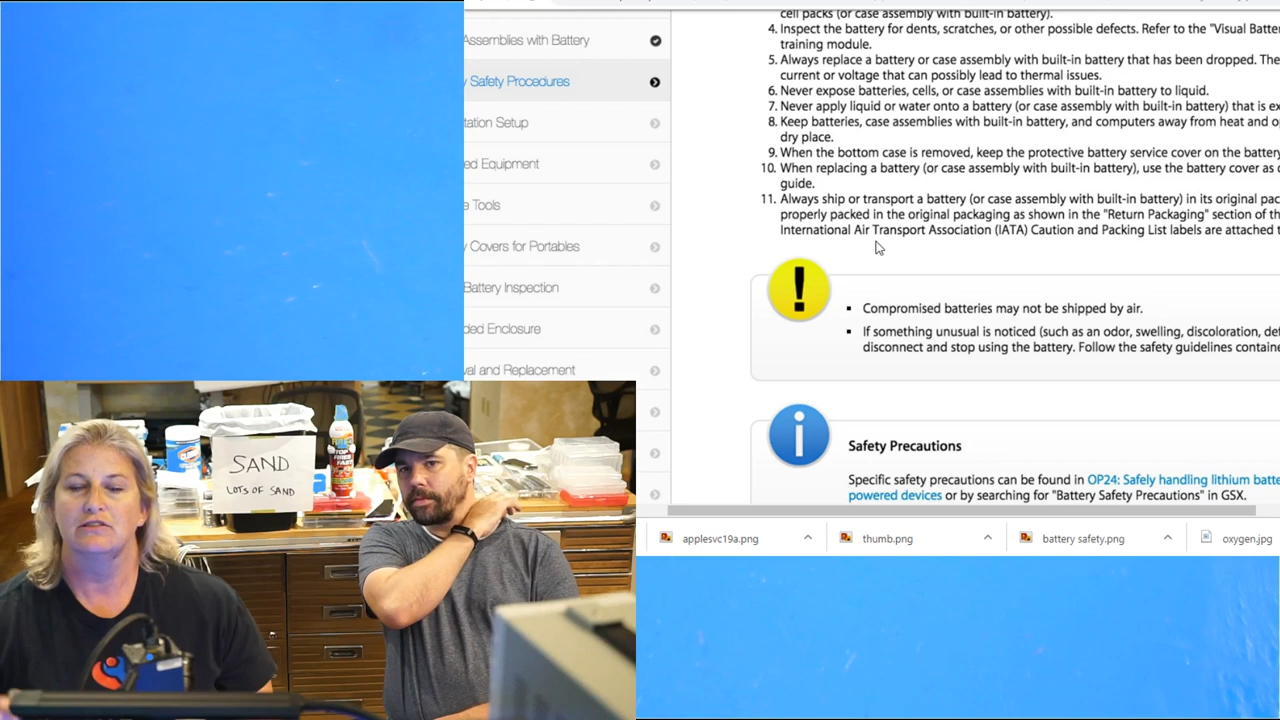 Assemblies with Battery
Safety Procedures
Station Setup
Equipment
Tools
Covers for Portables
Battery Inspection
Enclosure
and Replacement
cell packs (or case assembly with built-in battery).
4. Inspect the battery for dents, scratches, or other possible defects. Refer to the "Visual
training module.
5. Always replace a battery or case assembly with built-in battery that has been dropped. The
current or voltage that can possibly lead to thermal issues.
6. Never expose batteries, cells, or case assemblies with built-in battery to liquid.
7. Never apply liquid or water onto a battery (or case assembly with built-in battery) that is
8. Keep batteries, case assemblies with built-in battery, and computers away from heat and
dry place.
9. When the bottom case is removed, keep the protective battery service cover on the battery
10. When replacing a battery (or case assembly with built-in battery), use the battery cover as
guide.
11. Always ship or transport a battery (or case assembly with built-in battery) in its original
properly packed in the original packaging as shown in the "Return Packaging" section of
International Air Transport Association (IATA) Caution and Packing List labels are attached
!
▪ Compromised batteries may not be shipped by air.
▪ If something unusual is noticed (such as an odor, swelling, discoloration,
disconnect and stop using the battery. Follow the safety guidelines
i
Safety Precautions
Specific safety precautions can be found in OP24: Safely handling lithium
powered devices or by searching for "Battery Safety Precautions" in GSX.
applesvc19a.png
thumb.png
battery safety.png
oxygen.jpg
SAND
LOTS OF SAND
STOP
FIRES
FAST